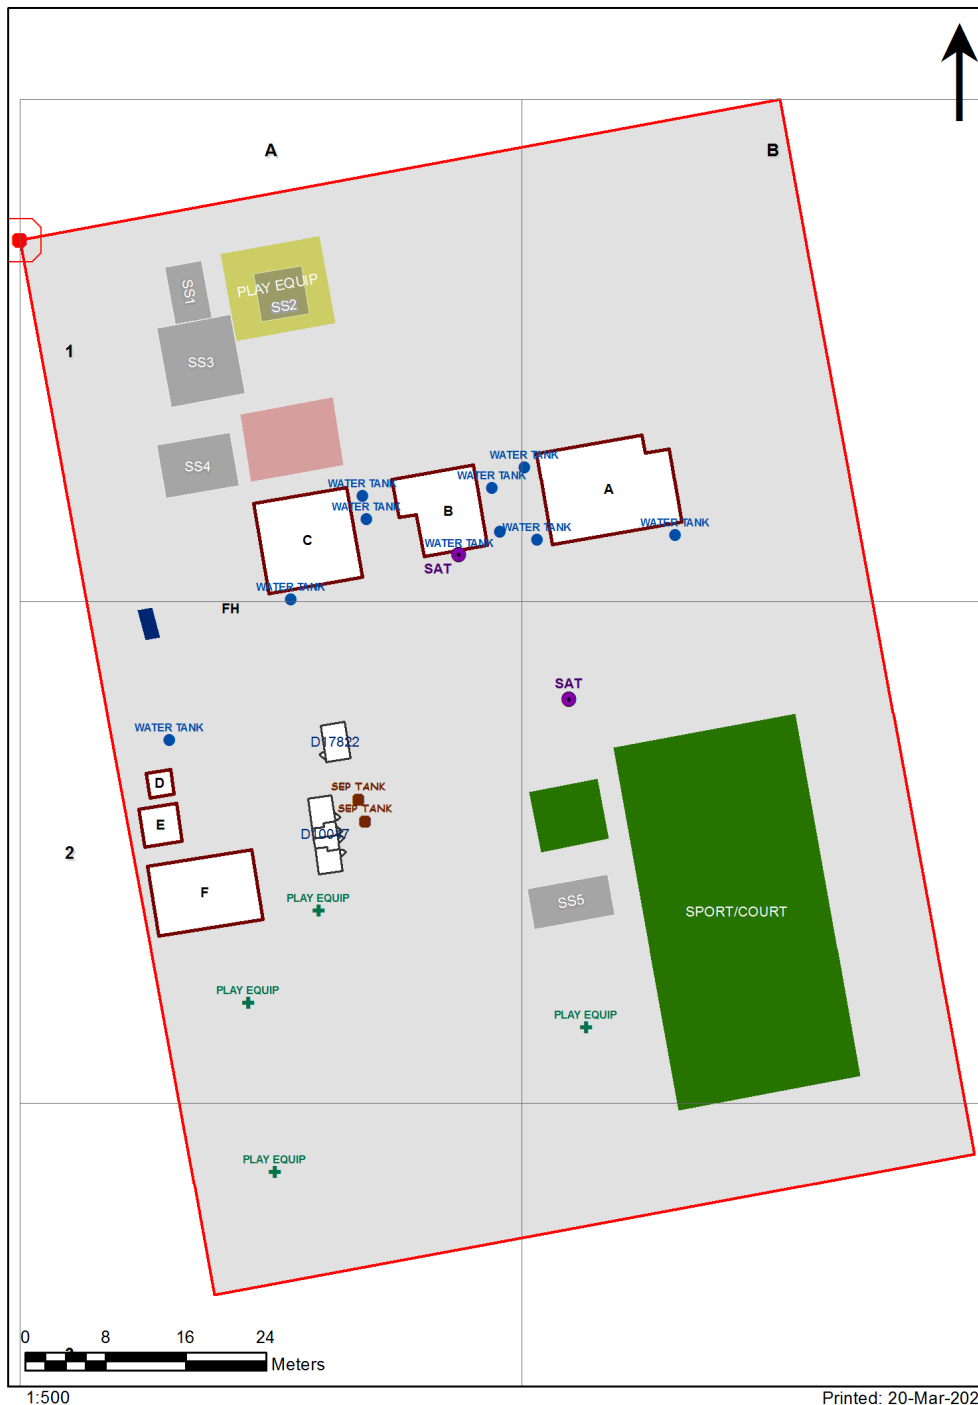 A
B
SS1
PLAY EQUIP
SS2
1
SS3
SS4
WATER TANK
WATER TANK
WATER TANK
WATER TANK
A
B
C
WATER TANK
WATER TANK
WATER TANK
SAT
WATER TANK
FH
SAT
WATER TANK
D17822
D
SEP TANK
SEP TANK
E
2
F
PLAY EQUIP
SS5
SPORT/COURT
PLAY EQUIP
PLAY EQUIP
PLAY EQUIP
0 8 16 24
Meters
1:500
Printed: 20-Mar-202